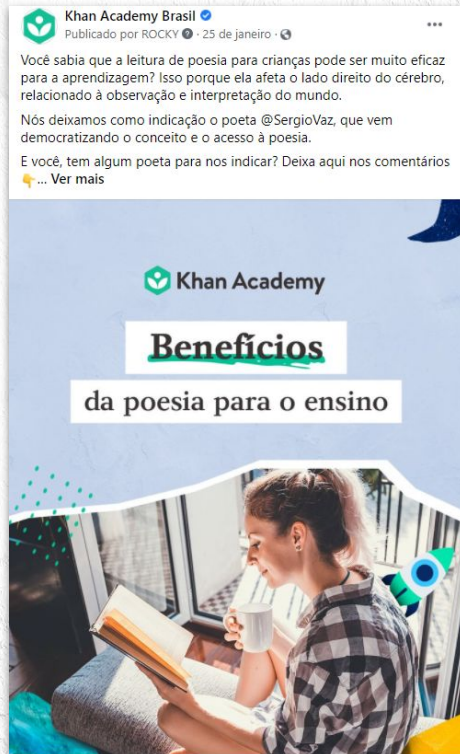 Khan Academy Brasil
Publicado por ROCKY · 25 de janeiro ·
Você sabia que a leitura de poesia para crianças pode ser muito eficaz
para a aprendizagem? Isso porque ela afeta o lado direito do cérebro,
relacionado à observação e interpretação do mundo.
Nós deixamos como indicação o poeta @SergioVaz, que vem
democratizando o conceito e o acesso à poesia.
E você, tem algum poeta para nos indicar? Deixa aqui nos comentários
👇... Ver mais
Khan Academy
Benefícios
da poesia para o ensino